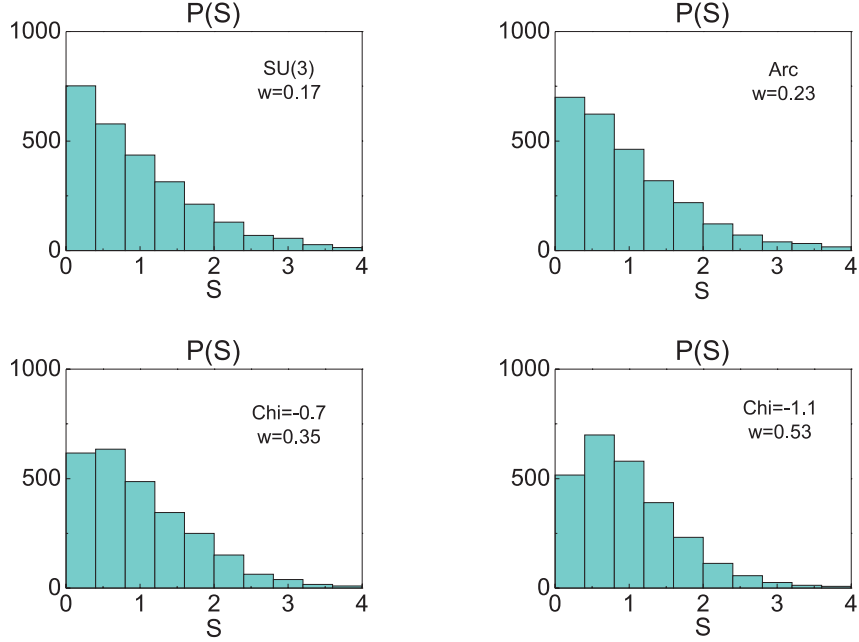 P(S)
1000
SU(3)
w=0.17
500
0
0 1 2 3 4
S
P(S)
1000
Arc
w=0.23
500
0
0 1 2 3 4
S
P(S)
1000
Chi=-0.7
w=0.35
500
0
0 1 2 3 4
S
P(S)
1000
Chi=-1.1
w=0.53
500
0
0 1 2 3 4
S